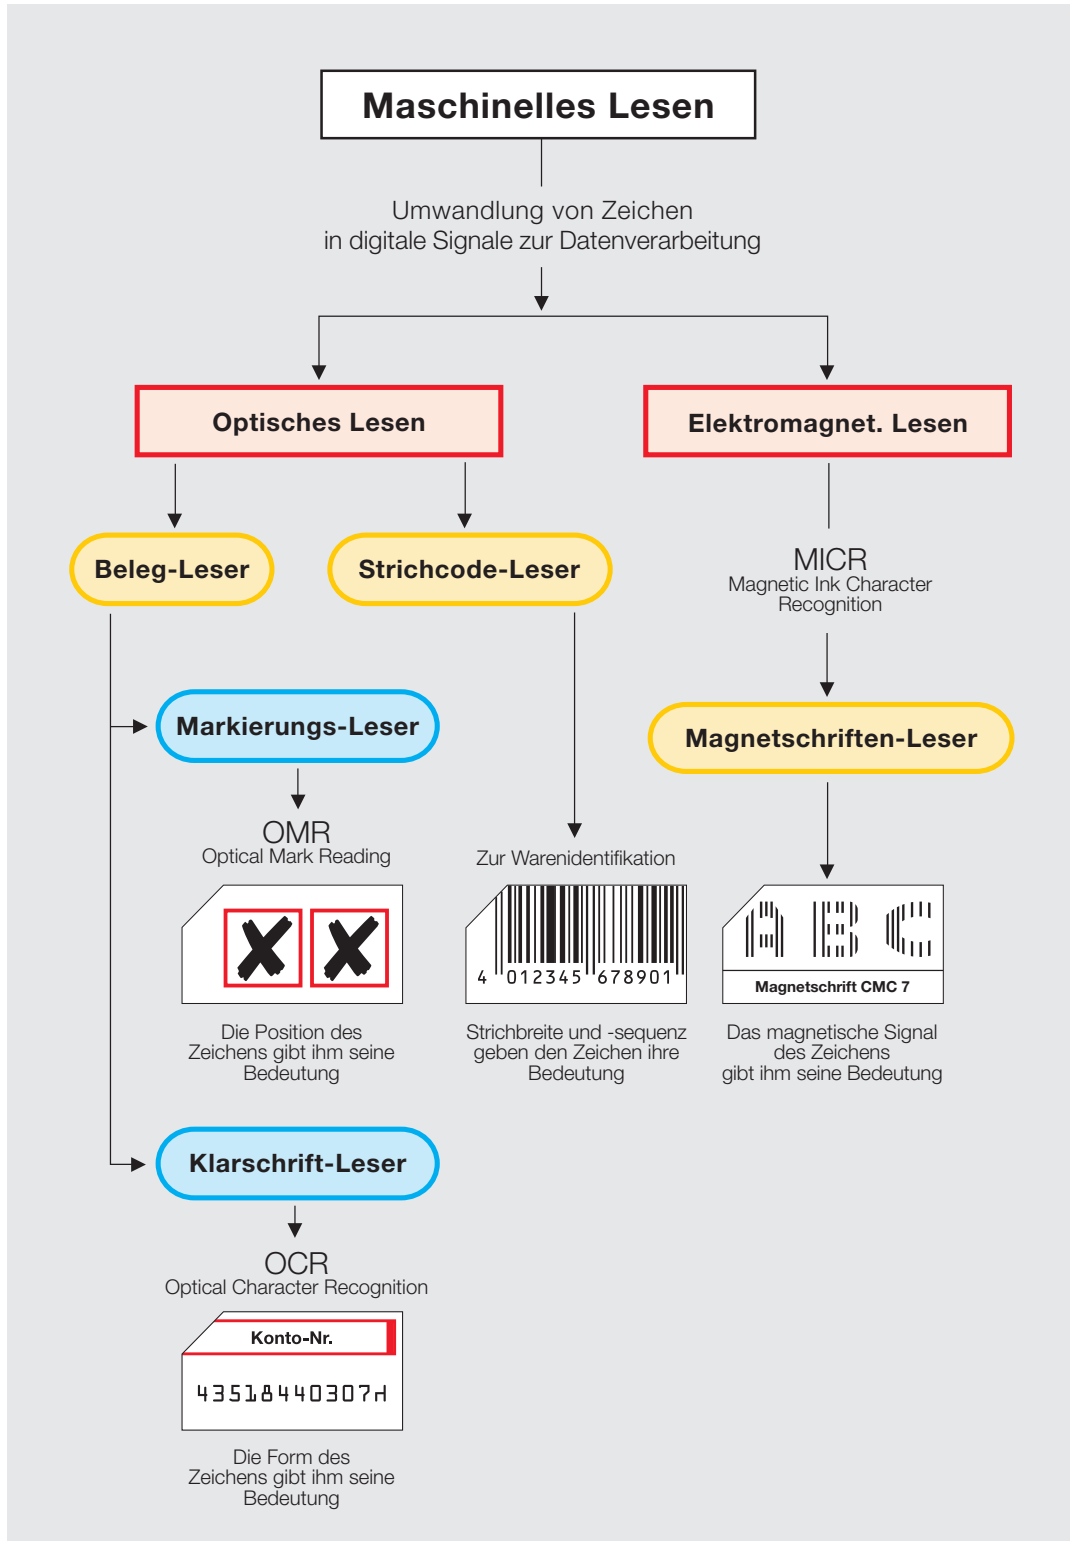 Maschinelles Lesen
Umwandlung von Zeichen
in digitale Signale zur Datenverarbeitung
Optisches Lesen
Elektromagnet. Lesen
Beleg-Leser
Strichcode-Leser
MICR
Magnetic Ink Character
Recognition
Markierungs-Leser
Magnetschriften-Leser
OMR
Optical Mark Reading
Zur Warenidentifikation
4 012345 678901
ABC
Magnetschrift CMC 7
Die Position des
Zeichens gibt ihm seine
Bedeutung
Strichbreite und -sequenz
geben den Zeichen ihre
Bedeutung
Das magnetische Signal
des Zeichens
gibt ihm seine Bedeutung
Klarschrift-Leser
OCR
Optical Character Recognition
Konto-Nr.
43518440307⑁
Die Form des
Zeichens gibt ihm seine
Bedeutung